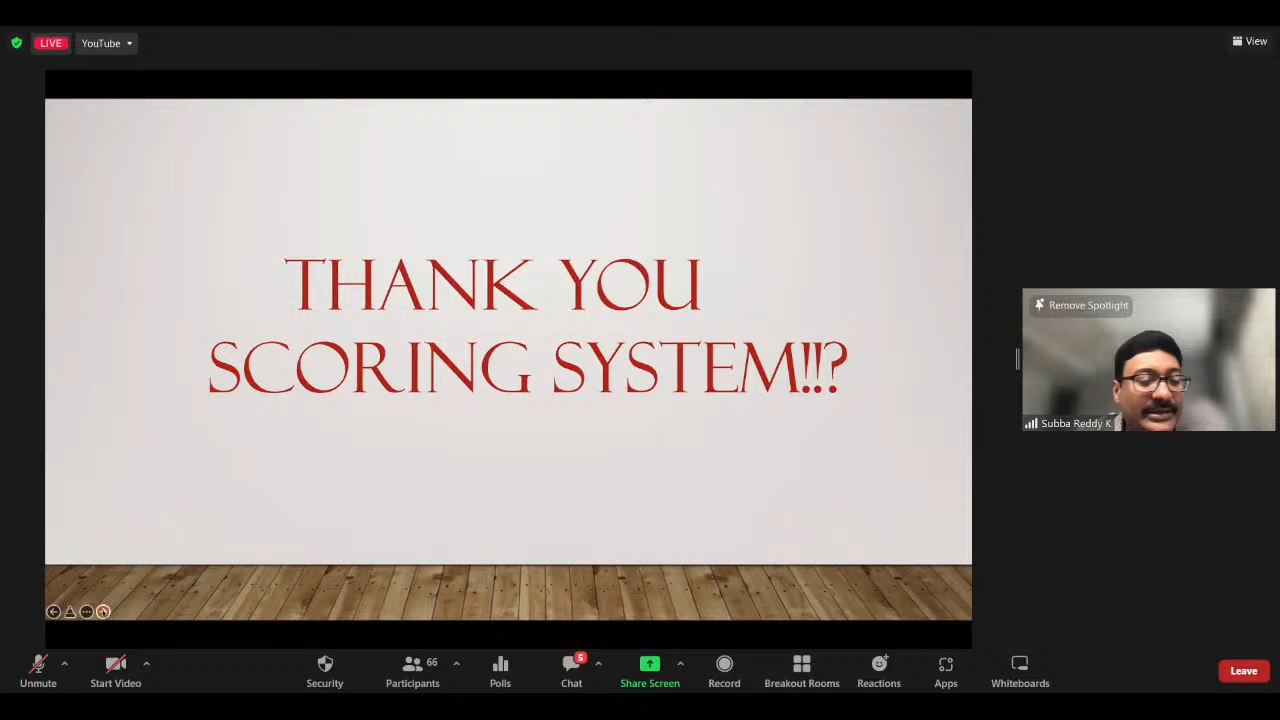 LIVE
YouTube
View
THANK YOU
SCORING SYSTEM!!?
Remove Spotlight
Subba Reddy K
Unmute
Start Video
Security
66
Participants
Polls
5
Chat
Share Screen
Record
Breakout Rooms
Reactions
Apps
Whiteboards
Leave